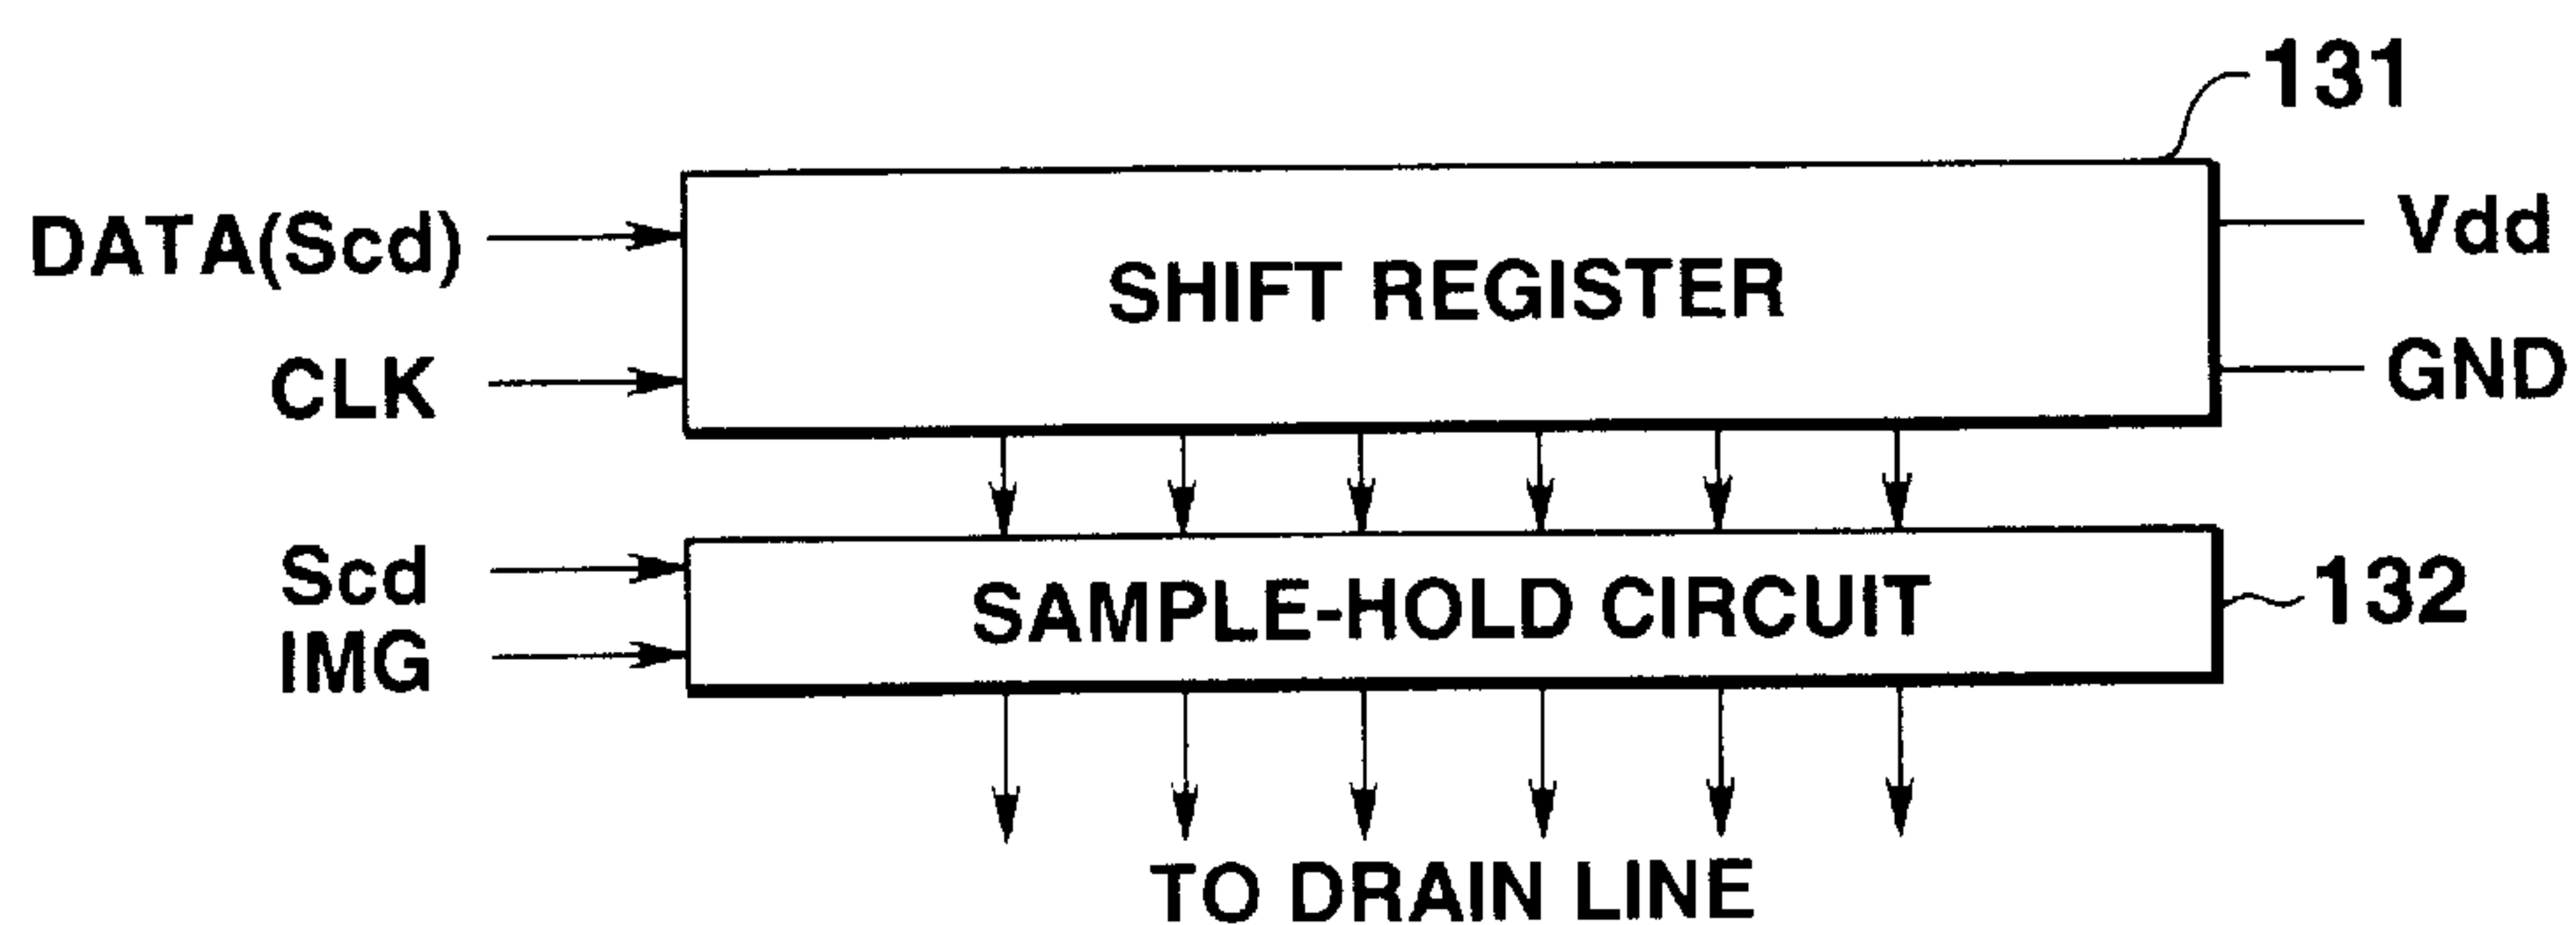 131
DATA(Scd)
SHIFT REGISTER
Vdd
CLK
GND
Scd
SAMPLE-HOLD CIRCUIT
132
IMG
TO DRAIN LINE